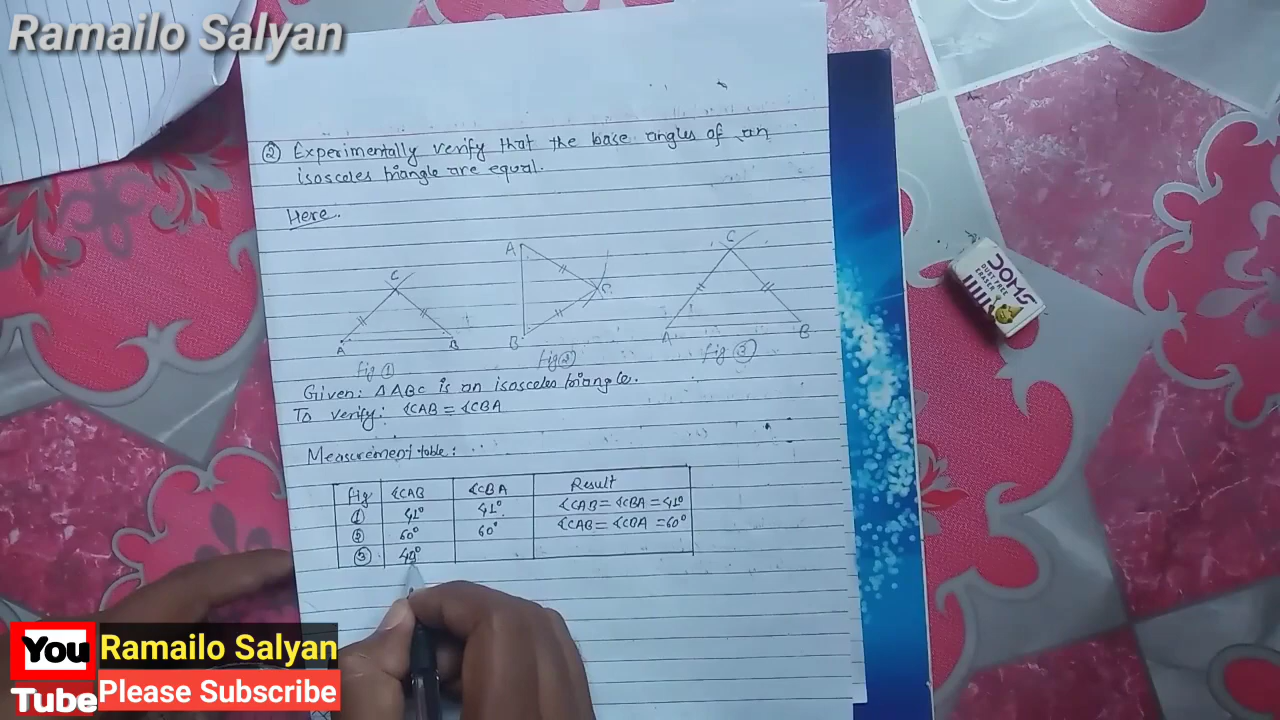 Ramailo Salyan
② Experimentally verify that the base angles of an
isosceles triangle are equal.
Here.
C
A
B
fig ①
A
B
C
fig ②
C
A
B
fig ③
Given: △ABC is an isosceles triangle.
To verify: ∢CAB = ∢CBA
Measurement table:
fig ∢CAB ∢CBA Result
① 41° 41° ∢CAB = ∢CBA = 41°
② 60° 60° ∢CAB = ∢CBA = 60°
③
DOMS
DUST FREE
ERASER
You Ramailo Salyan
Tube Please Subscribe